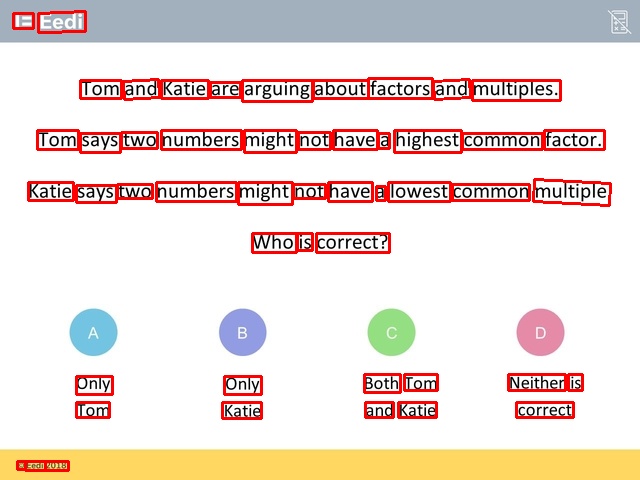 Eedi
Tom and Katie are arguing about factors and multiples.
Tom says two numbers might not have a highest common factor.
Katie says two numbers might not have a lowest common multiple
Who is correct?
A
B
C
D
Only Tom
Only Katie
Both Tom and Katie
Neither is correct
© Eedi 2018